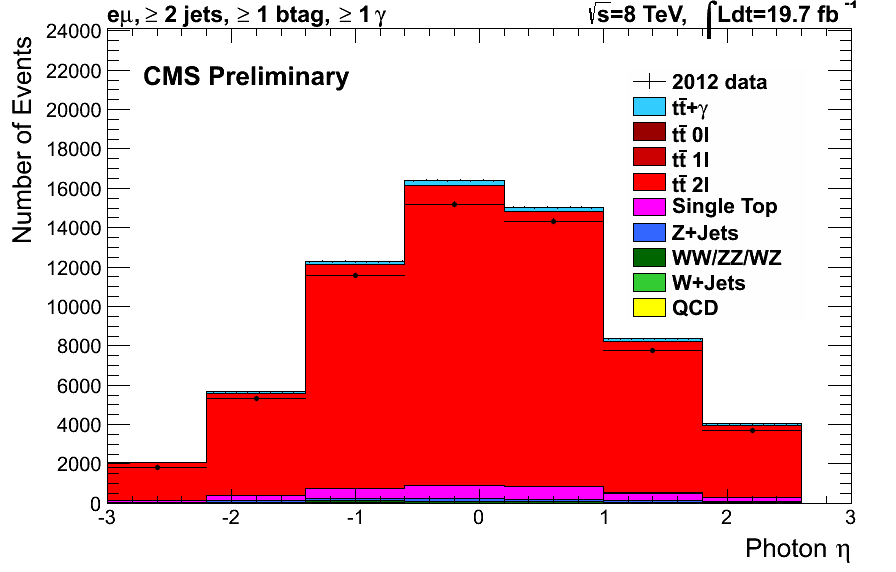 eμ, ≥ 2 jets, ≥ 1 btag, ≥ 1 γ
√s=8 TeV, ∫Ldt=19.7 fb⁻¹
CMS Preliminary
Number of Events
24000
22000
20000
18000
16000
14000
12000
10000
8000
6000
4000
2000
0
2012 data
tt̄+γ
tt̄ 0l
tt̄ 1l
tt̄ 2l
Single Top
Z+Jets
WW/ZZ/WZ
W+Jets
QCD
-3 -2 -1 0 1 2 3
Photon η